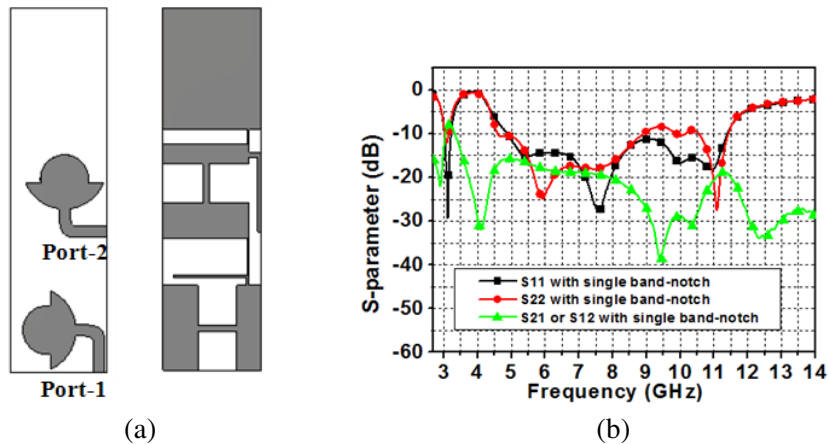 Port-2
Port-1
(a)
S-parameter (dB)
0
-10
-20
-30
-40
-50
-60
S11 with single band-notch
S22 with single band-notch
S21 or S12 with single band-notch
3 4 5 6 7 8 9 10 11 12 13 14
Frequency (GHz)
(b)